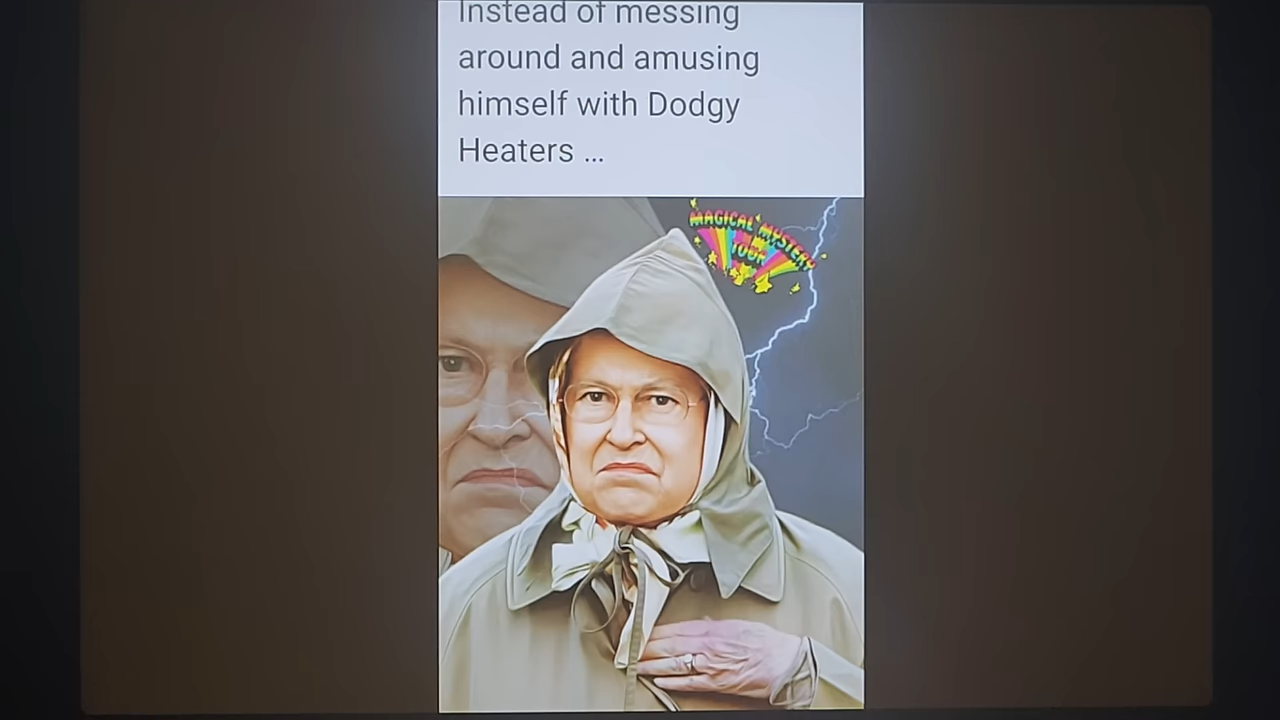 Instead of messing
around and amusing
himself with Dodgy
Heaters ...
MAGICAL MYSTERY
TOUR